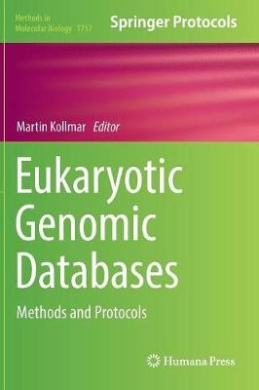 Methods in
Molecular Biology 1757
Springer Protocols
Martin Kollmar Editor
Eukaryotic
Genomic
Databases
Methods and Protocols
Humana Press